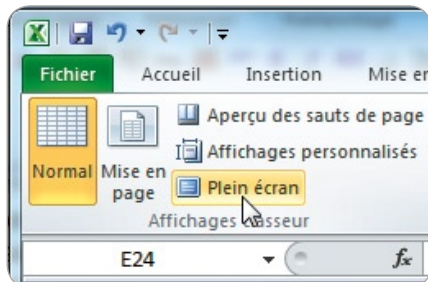 Fichier Accueil Insertion Mise en
Normal
Mise en page
Aperçu des sauts de page
Affichages personnalisés
Plein écran
Affichages classeur
E24 fx